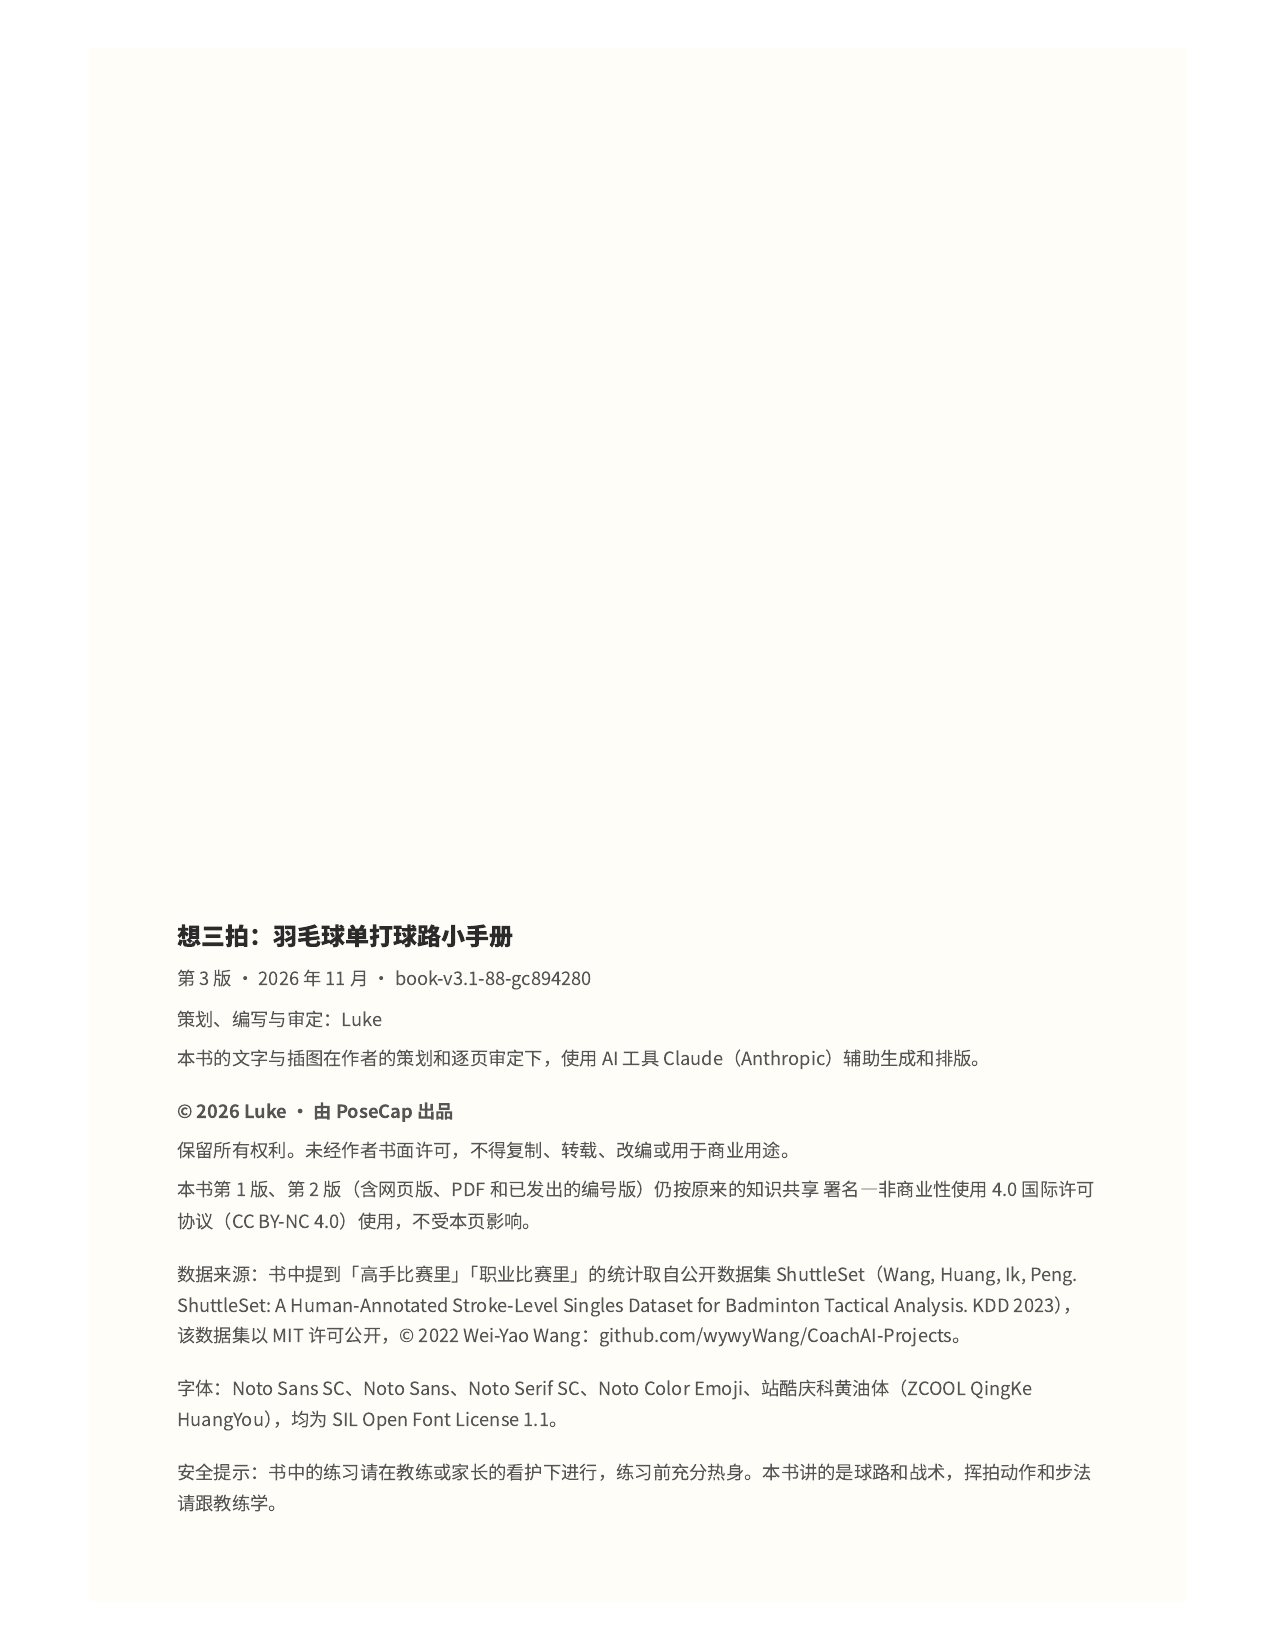 想三拍：羽毛球单打球路小手册
第 3 版 · 2026 年 11 月 · book-v3.1-88-gc894280
策划、编写与审定：Luke
本书的文字与插图在作者的策划和逐页审定下，使用 AI 工具 Claude（Anthropic）辅助生成和排版。
© 2026 Luke · 由 PoseCap 出品
保留所有权利。未经作者书面许可，不得复制、转载、改编或用于商业用途。
本书第 1 版、第 2 版（含网页版、PDF 和已发出的编号版）仍按原来的知识共享 署名—非商业性使用 4.0 国际许可
协议（CC BY-NC 4.0）使用，不受本页影响。
数据来源：书中提到「高手比赛里」「职业比赛里」的统计取自公开数据集 ShuttleSet（Wang, Huang, Ik, Peng.
ShuttleSet: A Human-Annotated Stroke-Level Singles Dataset for Badminton Tactical Analysis. KDD 2023），
该数据集以 MIT 许可公开，© 2022 Wei-Yao Wang：github.com/wywyWang/CoachAI-Projects。
字体：Noto Sans SC、Noto Sans、Noto Serif SC、Noto Color Emoji、站酷庆科黄油体（ZCOOL QingKe
HuangYou），均为 SIL Open Font License 1.1。
安全提示：书中的练习请在教练或家长的看护下进行，练习前充分热身。本书讲的是球路和战术，挥拍动作和步法
请跟教练学。